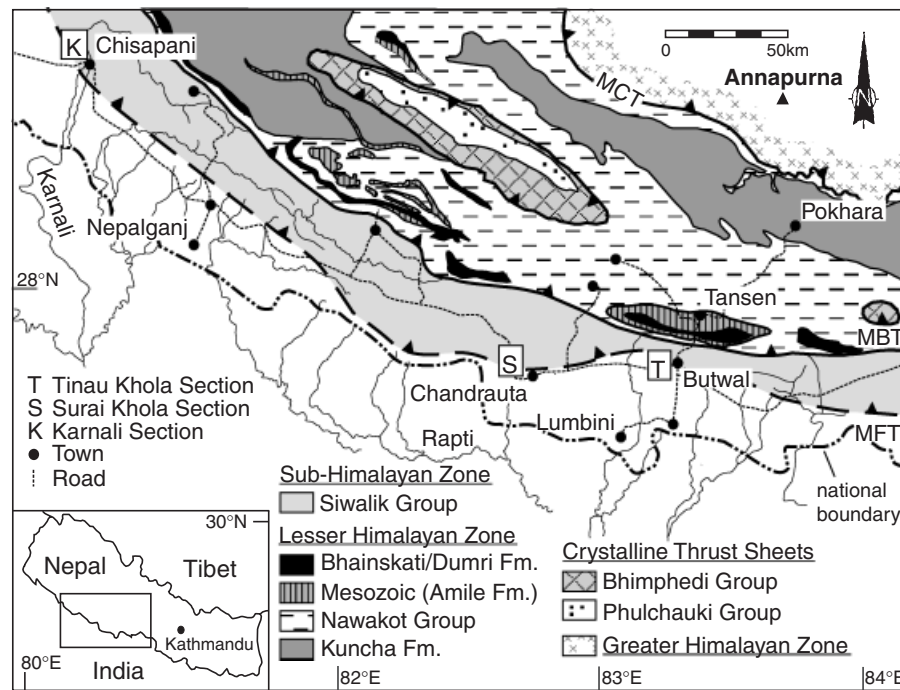 K
Chisapani
0
50km
Annapurna
N
MCT
Karnali
Pokhara
Nepalganj
28°N
Tansen
MBT
S
T
Butwal
Chandrauta
Lumbini
Rapti
MFT
national
boundary
T Tinau Khola Section
S Surai Khola Section
K Karnali Section
Town
Road
Sub-Himalayan Zone
Siwalik Group
Lesser Himalayan Zone
Bhainskati/Dumri Fm.
Mesozoic (Amile Fm.)
Nawakot Group
Kuncha Fm.
Crystalline Thrust Sheets
Bhimphedi Group
Phulchauki Group
Greater Himalayan Zone
30°N
Nepal
Tibet
Kathmandu
India
80°E
82°E
83°E
84°E